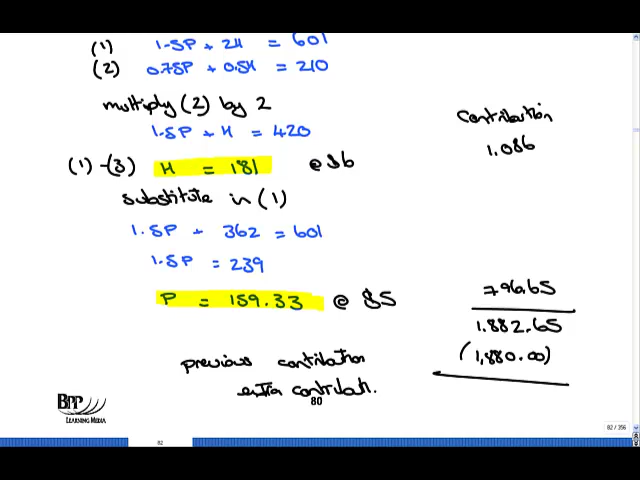 (1) 1.5P + 2H = 601
(2) 0.75P + 0.5H = 210
multiply (2) by 2
1.5P + H = 420
contribution
1.086
(1) - (3) H = 181 @ $6
substitute in (1)
1.5P + 362 = 601
1.5P = 239
P = 159.33 @ $5
796.65
1.882.65
(1,880.00)
previous contribution
extra contribut.
80
BPP
LEARNING MEDIA
82
82 / 356